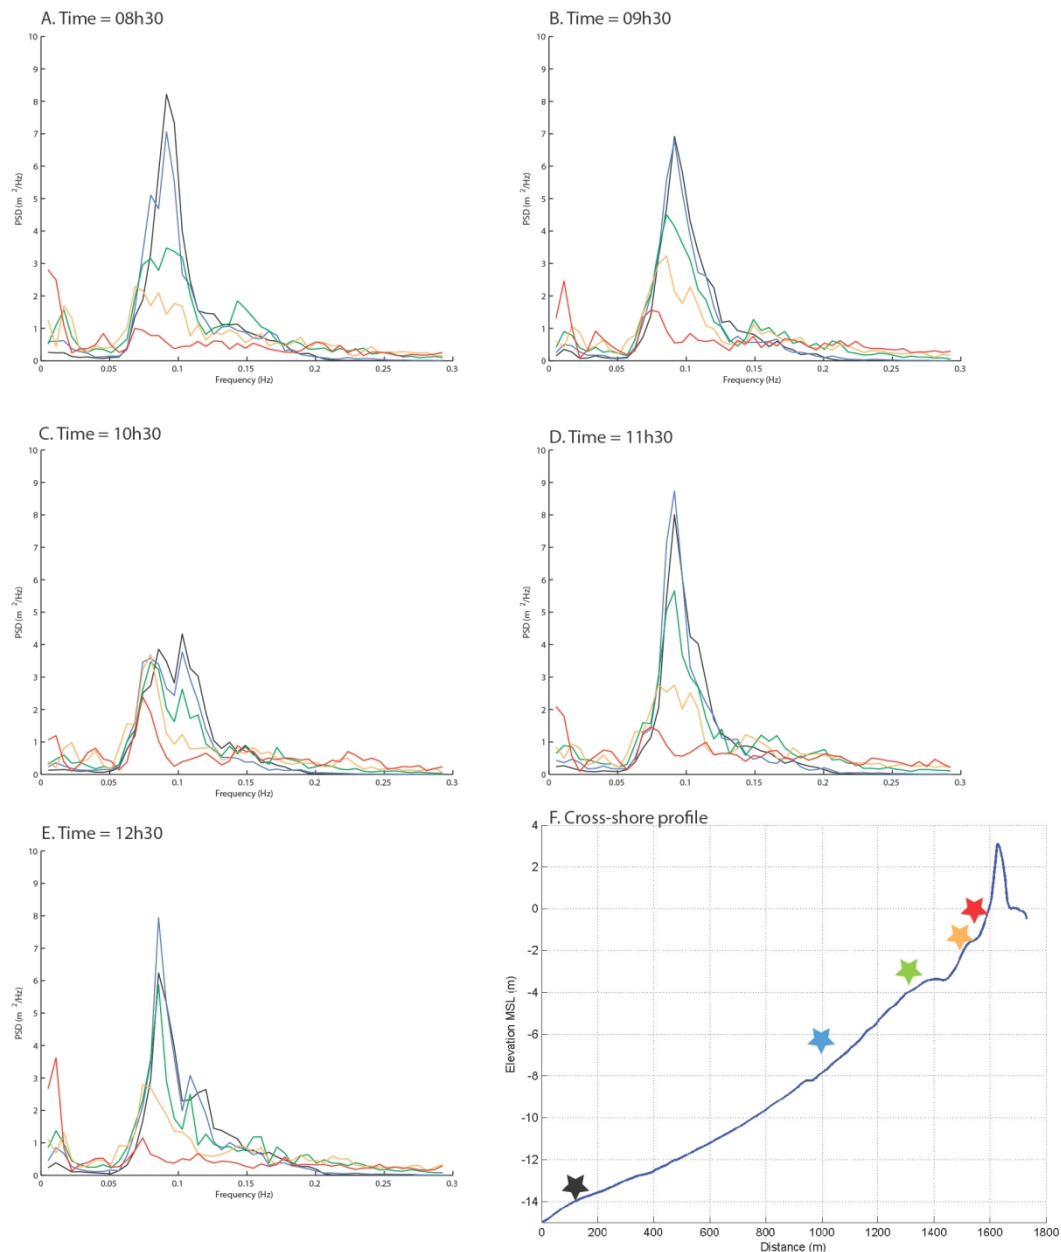 A. Time = 08h30
10
9
8
7
6
5
4
3
2
1
0
PSD (m²/Hz)
0 0.05 0.1 0.15 0.2 0.25 0.3
Frequency (Hz)
B. Time = 09h30
10
9
8
7
6
5
4
3
2
1
0
PSD (m²/Hz)
0 0.05 0.1 0.15 0.2 0.25 0.3
Frequency (Hz)
C. Time = 10h30
10
9
8
7
6
5
4
3
2
1
0
PSD (m²/Hz)
0 0.05 0.1 0.15 0.2 0.25 0.3
Frequency (Hz)
D. Time = 11h30
10
9
8
7
6
5
4
3
2
1
0
PSD (m²/Hz)
0 0.05 0.1 0.15 0.2 0.25 0.3
Frequency (Hz)
E. Time = 12h30
10
9
8
7
6
5
4
3
2
1
0
PSD (m²/Hz)
0 0.05 0.1 0.15 0.2 0.25 0.3
Frequency (Hz)
F. Cross-shore profile
4
2
0
-2
-4
-6
-8
-10
-12
-14
Elevation MSL (m)
0 200 400 600 800 1000 1200 1400 1600 1800
Distance (m)